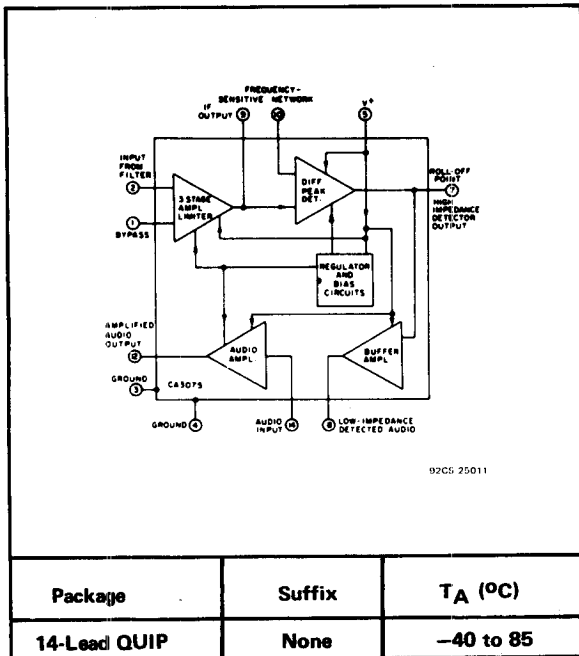 FREQUENCY-
SENSITIVE NETWORK
IF
OUTPUT
V+
9
10
5
INPUT
FROM
FILTER
2
3 STAGE
AMPL
LIMITER
DIFF
PEAK
DET.
ROLL-OFF
POINT
7
HIGH
IMPEDANCE
DETECTOR
OUTPUT
1
BYPASS
REGULATOR
AND
BIAS
CIRCUITS
AMPLIFIED
AUDIO
OUTPUT
12
AUDIO
AMPL.
BUFFER
AMPL.
GROUND
3
CA3075
GROUND 4
AUDIO
INPUT
14
8
LOW-IMPEDANCE
DETECTED AUDIO
92CS 25011
Package Suffix TA (°C)
14-Lead QUIP None −40 to 85